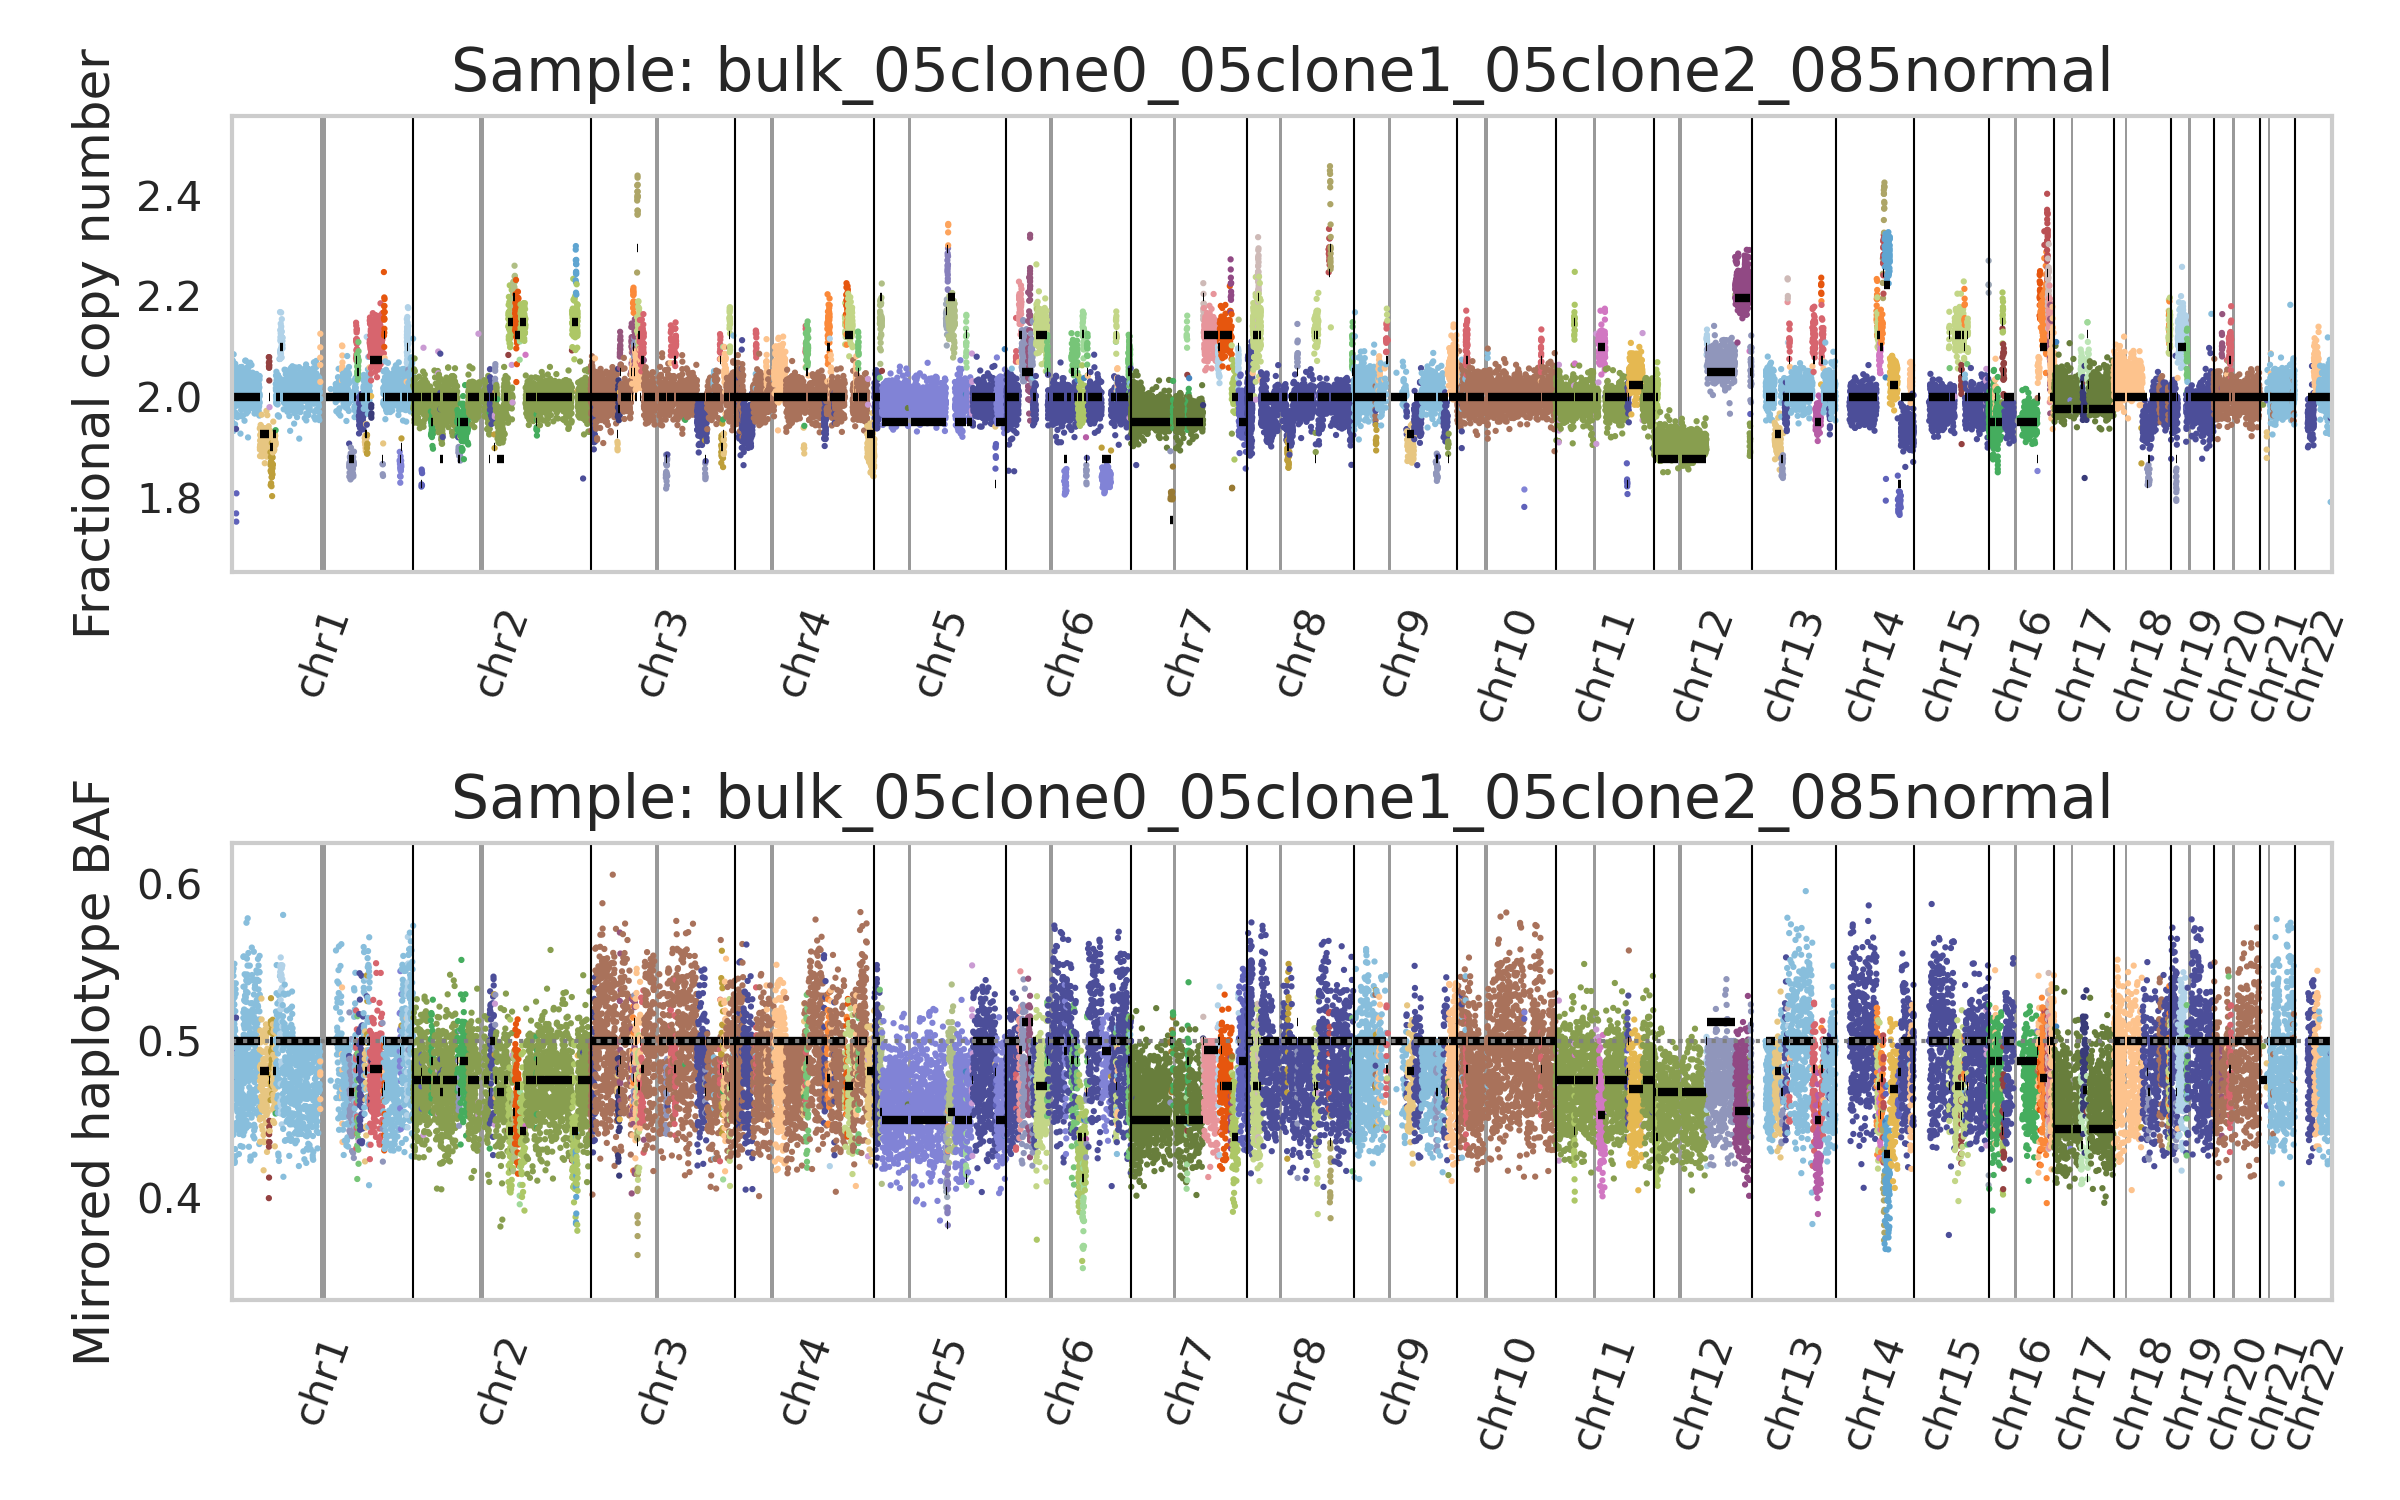 Sample: bulk_05clone0_05clone1_05clone2_085normal
Fractional copy number
2.4
2.2
2.0
1.8
chr1
chr2
chr3
chr4
chr5
chr6
chr7
chr8
chr9
chr10
chr11
chr12
chr13
chr14
chr15
chr16
chr17
chr18
chr19
chr20
chr21
chr22
Sample: bulk_05clone0_05clone1_05clone2_085normal
Mirrored haplotype BAF
0.6
0.5
0.4
chr1
chr2
chr3
chr4
chr5
chr6
chr7
chr8
chr9
chr10
chr11
chr12
chr13
chr14
chr15
chr16
chr17
chr18
chr19
chr20
chr21
chr22